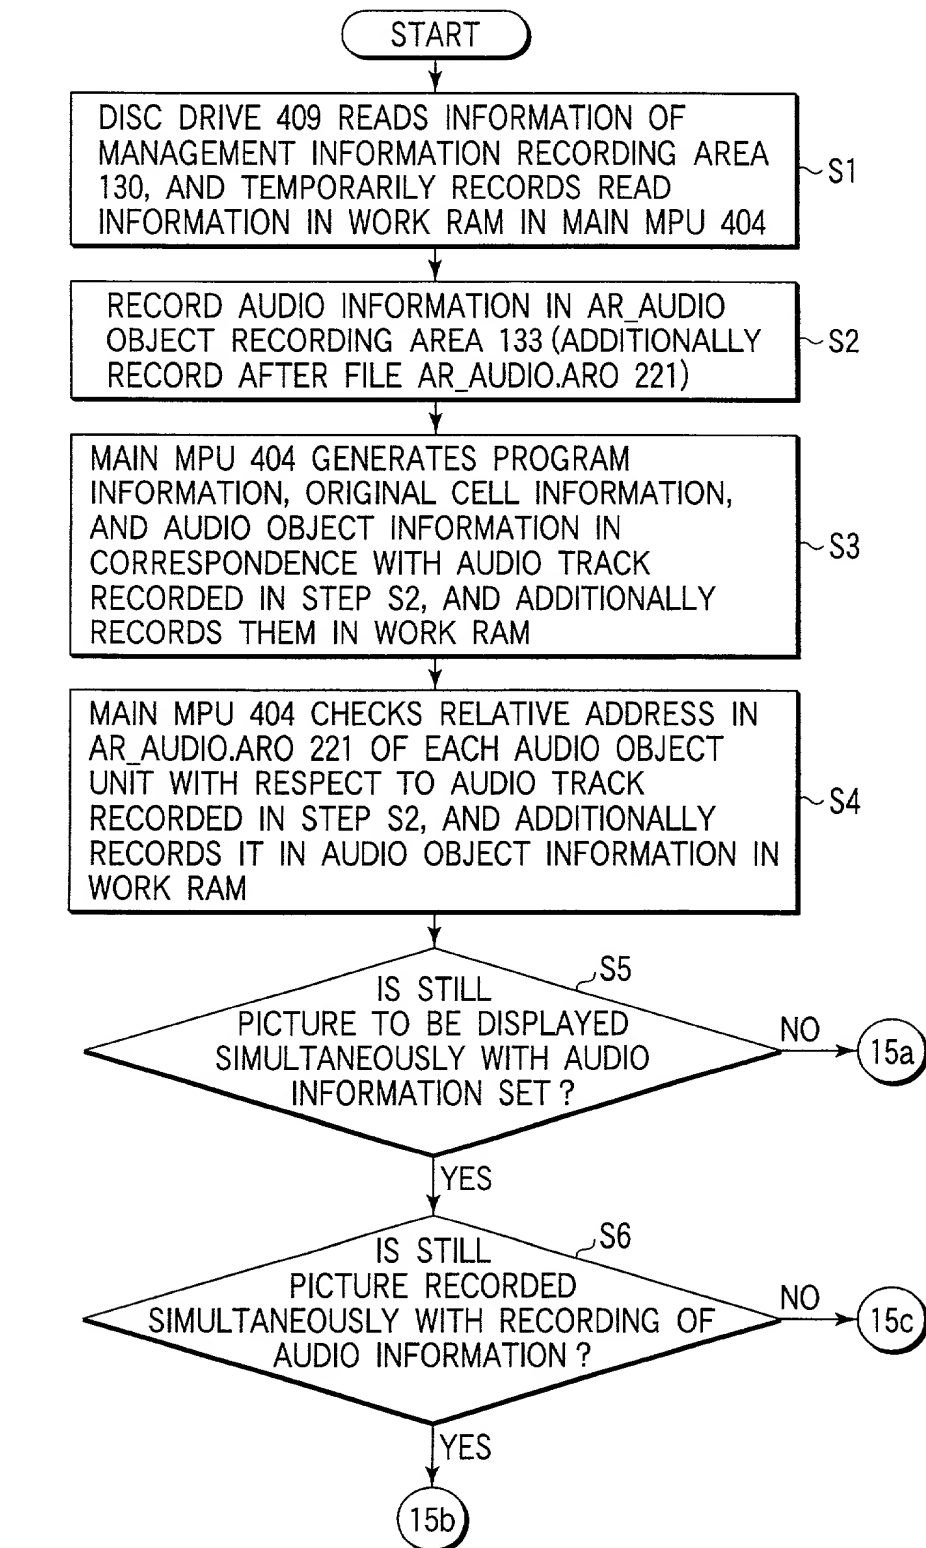 START
DISC DRIVE 409 READS INFORMATION OF
MANAGEMENT INFORMATION RECORDING AREA
130, AND TEMPORARILY RECORDS READ
INFORMATION IN WORK RAM IN MAIN MPU 404
S1
RECORD AUDIO INFORMATION IN AR_AUDIO
OBJECT RECORDING AREA 133 (ADDITIONALLY
RECORD AFTER FILE AR_AUDIO.ARO 221)
S2
MAIN MPU 404 GENERATES PROGRAM
INFORMATION, ORIGINAL CELL INFORMATION,
AND AUDIO OBJECT INFORMATION IN
CORRESPONDENCE WITH AUDIO TRACK
RECORDED IN STEP S2, AND ADDITIONALLY
RECORDS THEM IN WORK RAM
S3
MAIN MPU 404 CHECKS RELATIVE ADDRESS IN
AR_AUDIO.ARO 221 OF EACH AUDIO OBJECT
UNIT WITH RESPECT TO AUDIO TRACK
RECORDED IN STEP S2, AND ADDITIONALLY
RECORDS IT IN AUDIO OBJECT INFORMATION IN
WORK RAM
S4
S5
IS STILL
PICTURE TO BE DISPLAYED
SIMULTANEOUSLY WITH AUDIO
INFORMATION SET?
NO
15a
YES
S6
IS STILL
PICTURE RECORDED
SIMULTANEOUSLY WITH RECORDING OF
AUDIO INFORMATION?
NO
15c
YES
15b